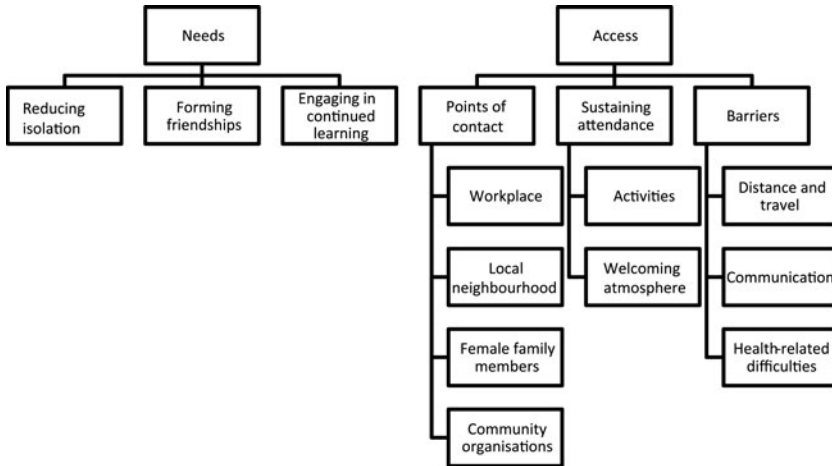 Needs
Reducing
isolation
Forming
friendships
Engaging in
continued
learning
Access
Points of
contact
Workplace
Local
neighbourhood
Female family
members
Community
organisations
Sustaining
attendance
Activities
Welcoming
atmosphere
Barriers
Distance and
travel
Communication
Health-related
difficulties